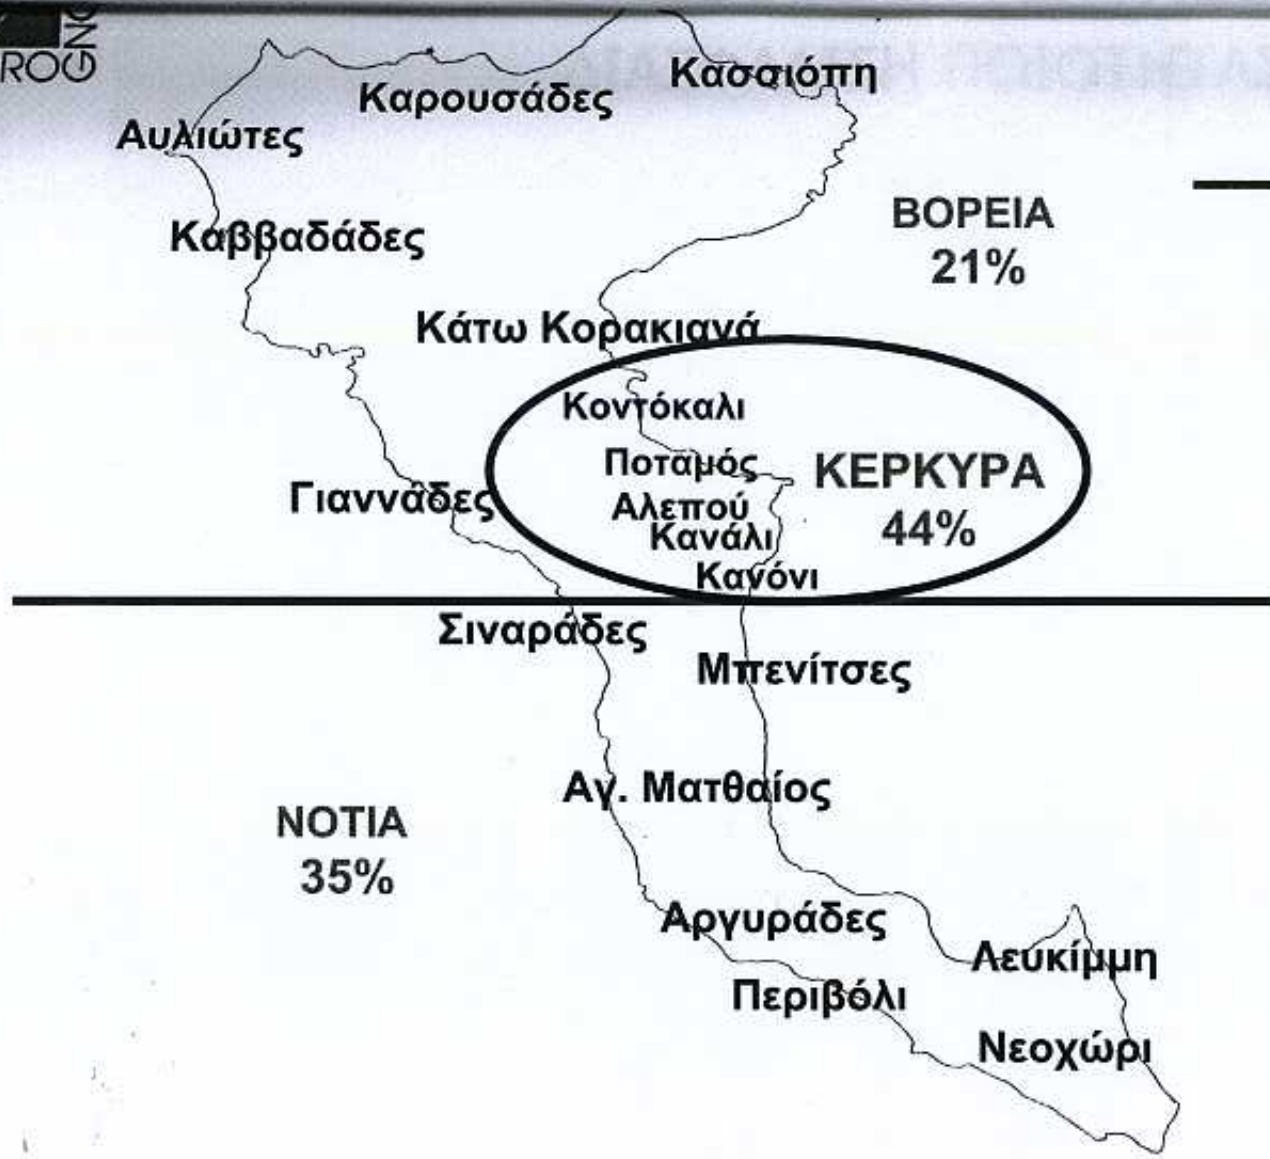 ROG
Κασσιόπη
Καρουσάδες
Αυλιώτες
ΒΟΡΕΙΑ
21%
Καββαδάδες
Κάτω Κορακιανά
Κοντόκαλι
Ποταμός
ΚΕΡΚΥΡΑ
44%
Γιαννάδες
Αλεπού
Κανάλι
Κανόνι
Σιναράδες
Μπενίτσες
Αγ. Ματθαίος
ΝΟΤΙΑ
35%
Αργυράδες
Λευκίμμη
Περιβόλι
Νεοχώρι